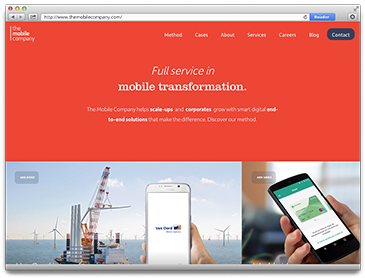 http://www.themobilecompany.com/
Reader
the
mobile
company
Method
Cases
About
Services
Careers
Blog
Contact
Full service in
mobile transformation.
The Mobile Company helps scale-ups and corporates grow with smart digital end-
to-end solutions that make the difference. Discover our method.
Van Oord